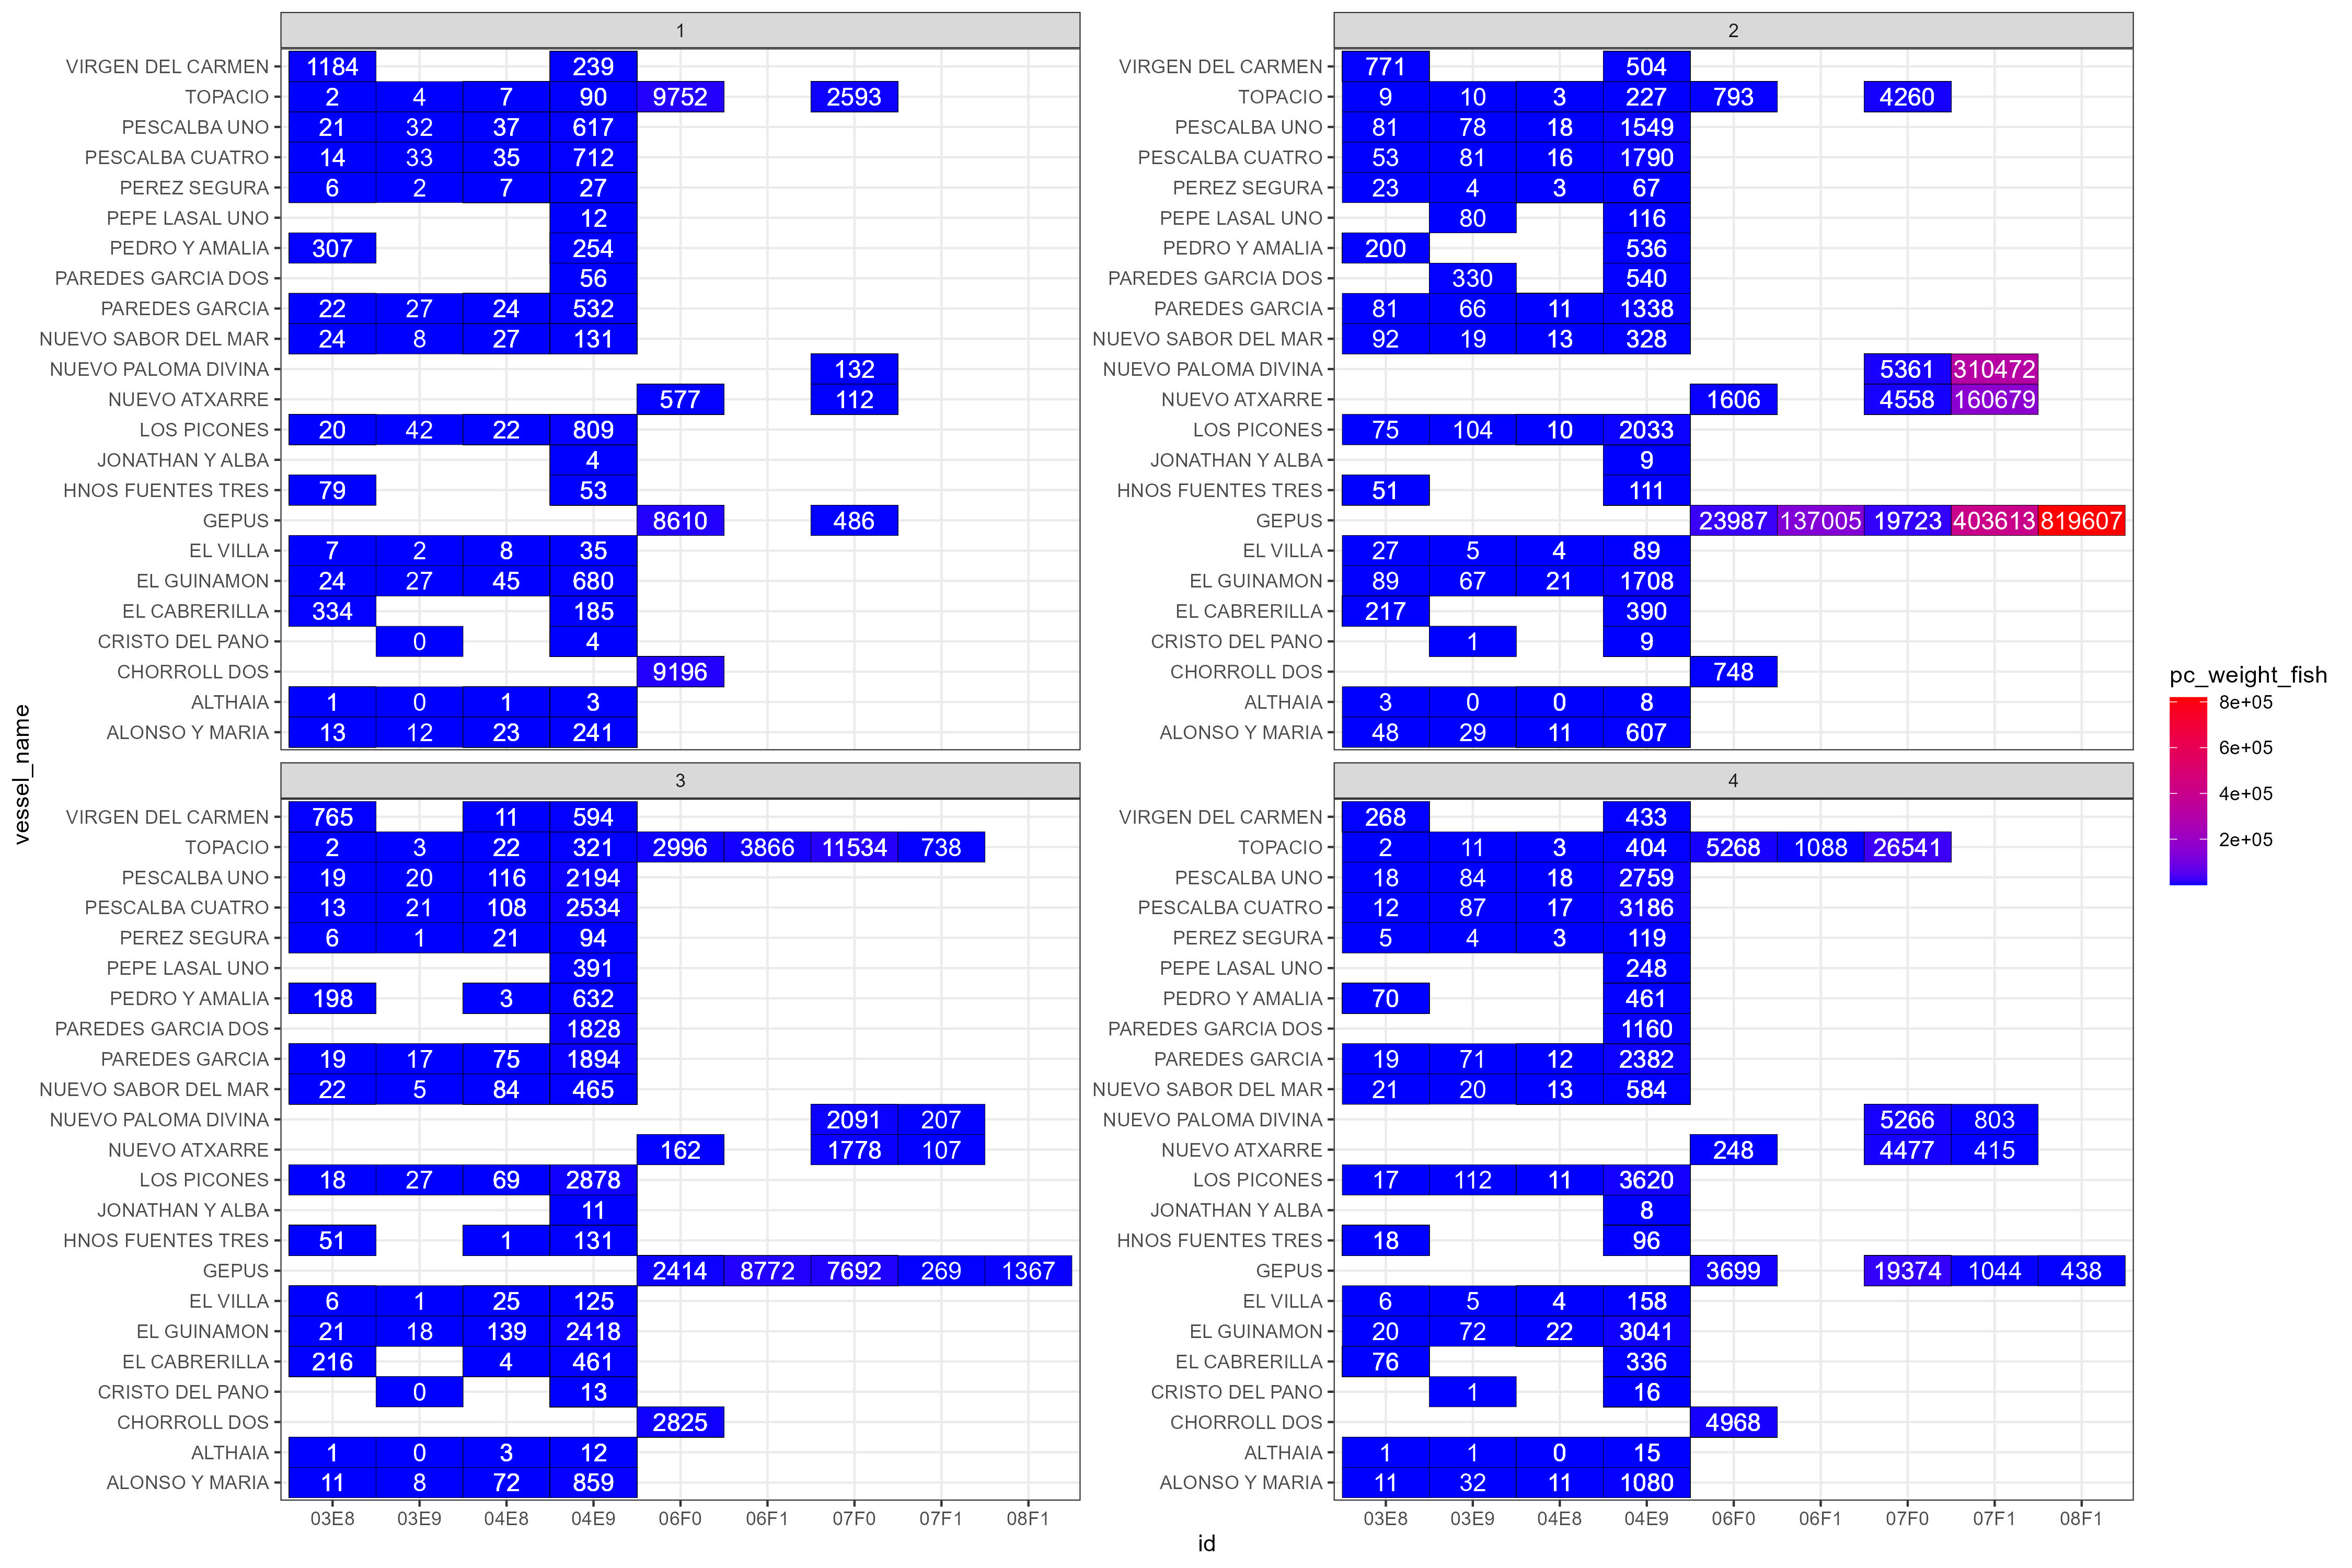 1
VIRGEN DEL CARMEN 1184 239
TOPACIO 2 4 7 90 9752 2593
PESCALBA UNO 21 32 37 617
PESCALBA CUATRO 14 33 35 712
PEREZ SEGURA 6 2 7 27
PEPE LASAL UNO 12
PEDRO Y AMALIA 307 254
PAREDES GARCIA DOS 56
PAREDES GARCIA 22 27 24 532
NUEVO SABOR DEL MAR 24 8 27 131
NUEVO PALOMA DIVINA 132
NUEVO ATXARRE 577 112
LOS PICONES 20 42 22 809
JONATHAN Y ALBA 4
HNOS FUENTES TRES 79 53
GEPUS 8610 486
EL VILLA 7 2 8 35
EL GUINAMON 24 27 45 680
EL CABRERILLA 334 185
CRISTO DEL PANO 0 4
CHORROLL DOS 9196
ALTHAIA 1 0 1 3
ALONSO Y MARIA 13 12 23 241
2
VIRGEN DEL CARMEN 771 504
TOPACIO 9 10 3 227 793 4260
PESCALBA UNO 81 78 18 1549
PESCALBA CUATRO 53 81 16 1790
PEREZ SEGURA 23 4 3 67
PEPE LASAL UNO 80 116
PEDRO Y AMALIA 200 536
PAREDES GARCIA DOS 330 540
PAREDES GARCIA 81 66 11 1338
NUEVO SABOR DEL MAR 92 19 13 328
NUEVO PALOMA DIVINA 5361 310472
NUEVO ATXARRE 1606 4558 160679
LOS PICONES 75 104 10 2033
JONATHAN Y ALBA 9
HNOS FUENTES TRES 51 111
GEPUS 23987 137005 19723 403613 819607
EL VILLA 27 5 4 89
EL GUINAMON 89 67 21 1708
EL CABRERILLA 217 390
CRISTO DEL PANO 1 9
CHORROLL DOS 748
ALTHAIA 3 0 0 8
ALONSO Y MARIA 48 29 11 607
3
VIRGEN DEL CARMEN 765 11 594
TOPACIO 2 3 22 321 2996 3866 11534 738
PESCALBA UNO 19 20 116 2194
PESCALBA CUATRO 13 21 108 2534
PEREZ SEGURA 6 1 21 94
PEPE LASAL UNO 391
PEDRO Y AMALIA 198 3 632
PAREDES GARCIA DOS 1828
PAREDES GARCIA 19 17 75 1894
NUEVO SABOR DEL MAR 22 5 84 465
NUEVO PALOMA DIVINA 2091 207
NUEVO ATXARRE 162 1778 107
LOS PICONES 18 27 69 2878
JONATHAN Y ALBA 11
HNOS FUENTES TRES 51 1 131
GEPUS 2414 8772 7692 269 1367
EL VILLA 6 1 25 125
EL GUINAMON 21 18 139 2418
EL CABRERILLA 216 4 461
CRISTO DEL PANO 0 13
CHORROLL DOS 2825
ALTHAIA 1 0 3 12
ALONSO Y MARIA 11 8 72 859
03E8 03E9 04E8 04E9 06F0 06F1 07F0 07F1 08F1
4
VIRGEN DEL CARMEN 268 433
TOPACIO 2 11 3 404 5268 1088 26541
PESCALBA UNO 18 84 18 2759
PESCALBA CUATRO 12 87 17 3186
PEREZ SEGURA 5 4 3 119
PEPE LASAL UNO 248
PEDRO Y AMALIA 70 461
PAREDES GARCIA DOS 1160
PAREDES GARCIA 19 71 12 2382
NUEVO SABOR DEL MAR 21 20 13 584
NUEVO PALOMA DIVINA 5266 803
NUEVO ATXARRE 248 4477 415
LOS PICONES 17 112 11 3620
JONATHAN Y ALBA 8
HNOS FUENTES TRES 18 96
GEPUS 3699 19374 1044 438
EL VILLA 6 5 4 158
EL GUINAMON 20 72 22 3041
EL CABRERILLA 76 336
CRISTO DEL PANO 1 16
CHORROLL DOS 4968
ALTHAIA 1 1 0 15
ALONSO Y MARIA 11 32 11 1080
03E8 03E9 04E8 04E9 06F0 06F1 07F0 07F1 08F1
vessel_name
id
pc_weight_fish
8e+05
6e+05
4e+05
2e+05